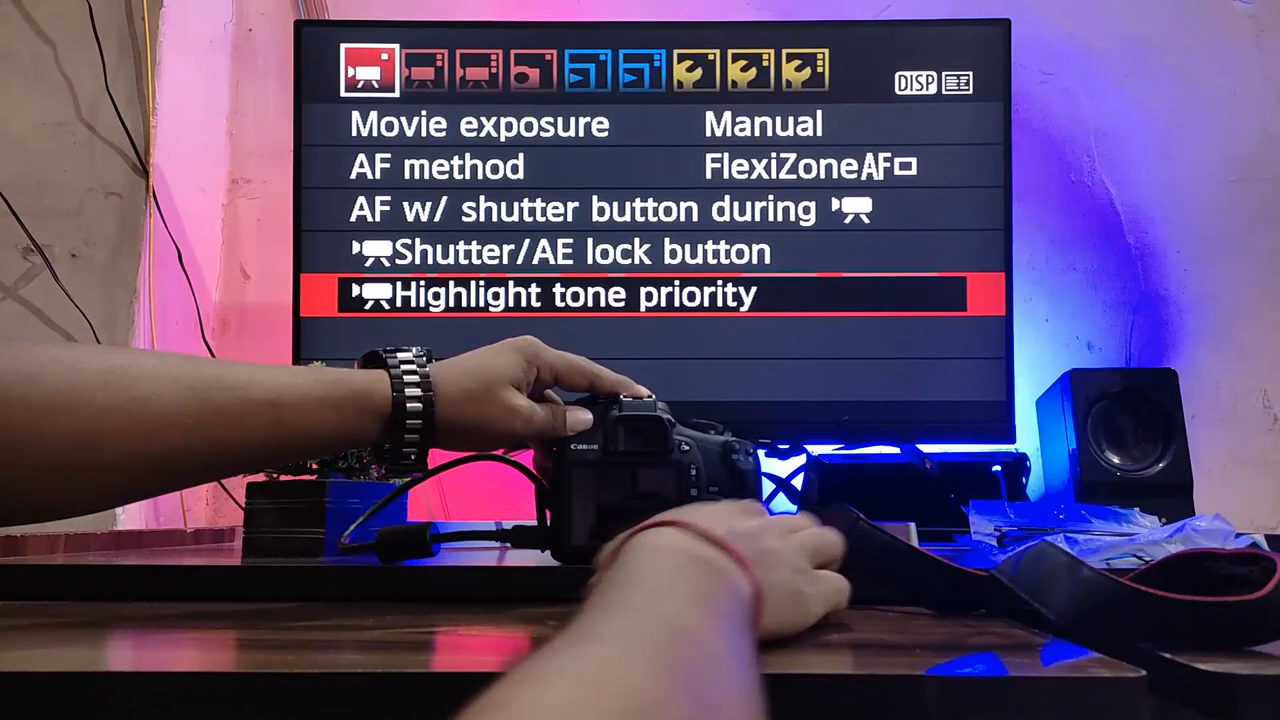 DISP
Movie exposure Manual
AF method FlexiZoneAF
AF w/ shutter button during
Shutter/AE lock button
Highlight tone priority
Canon